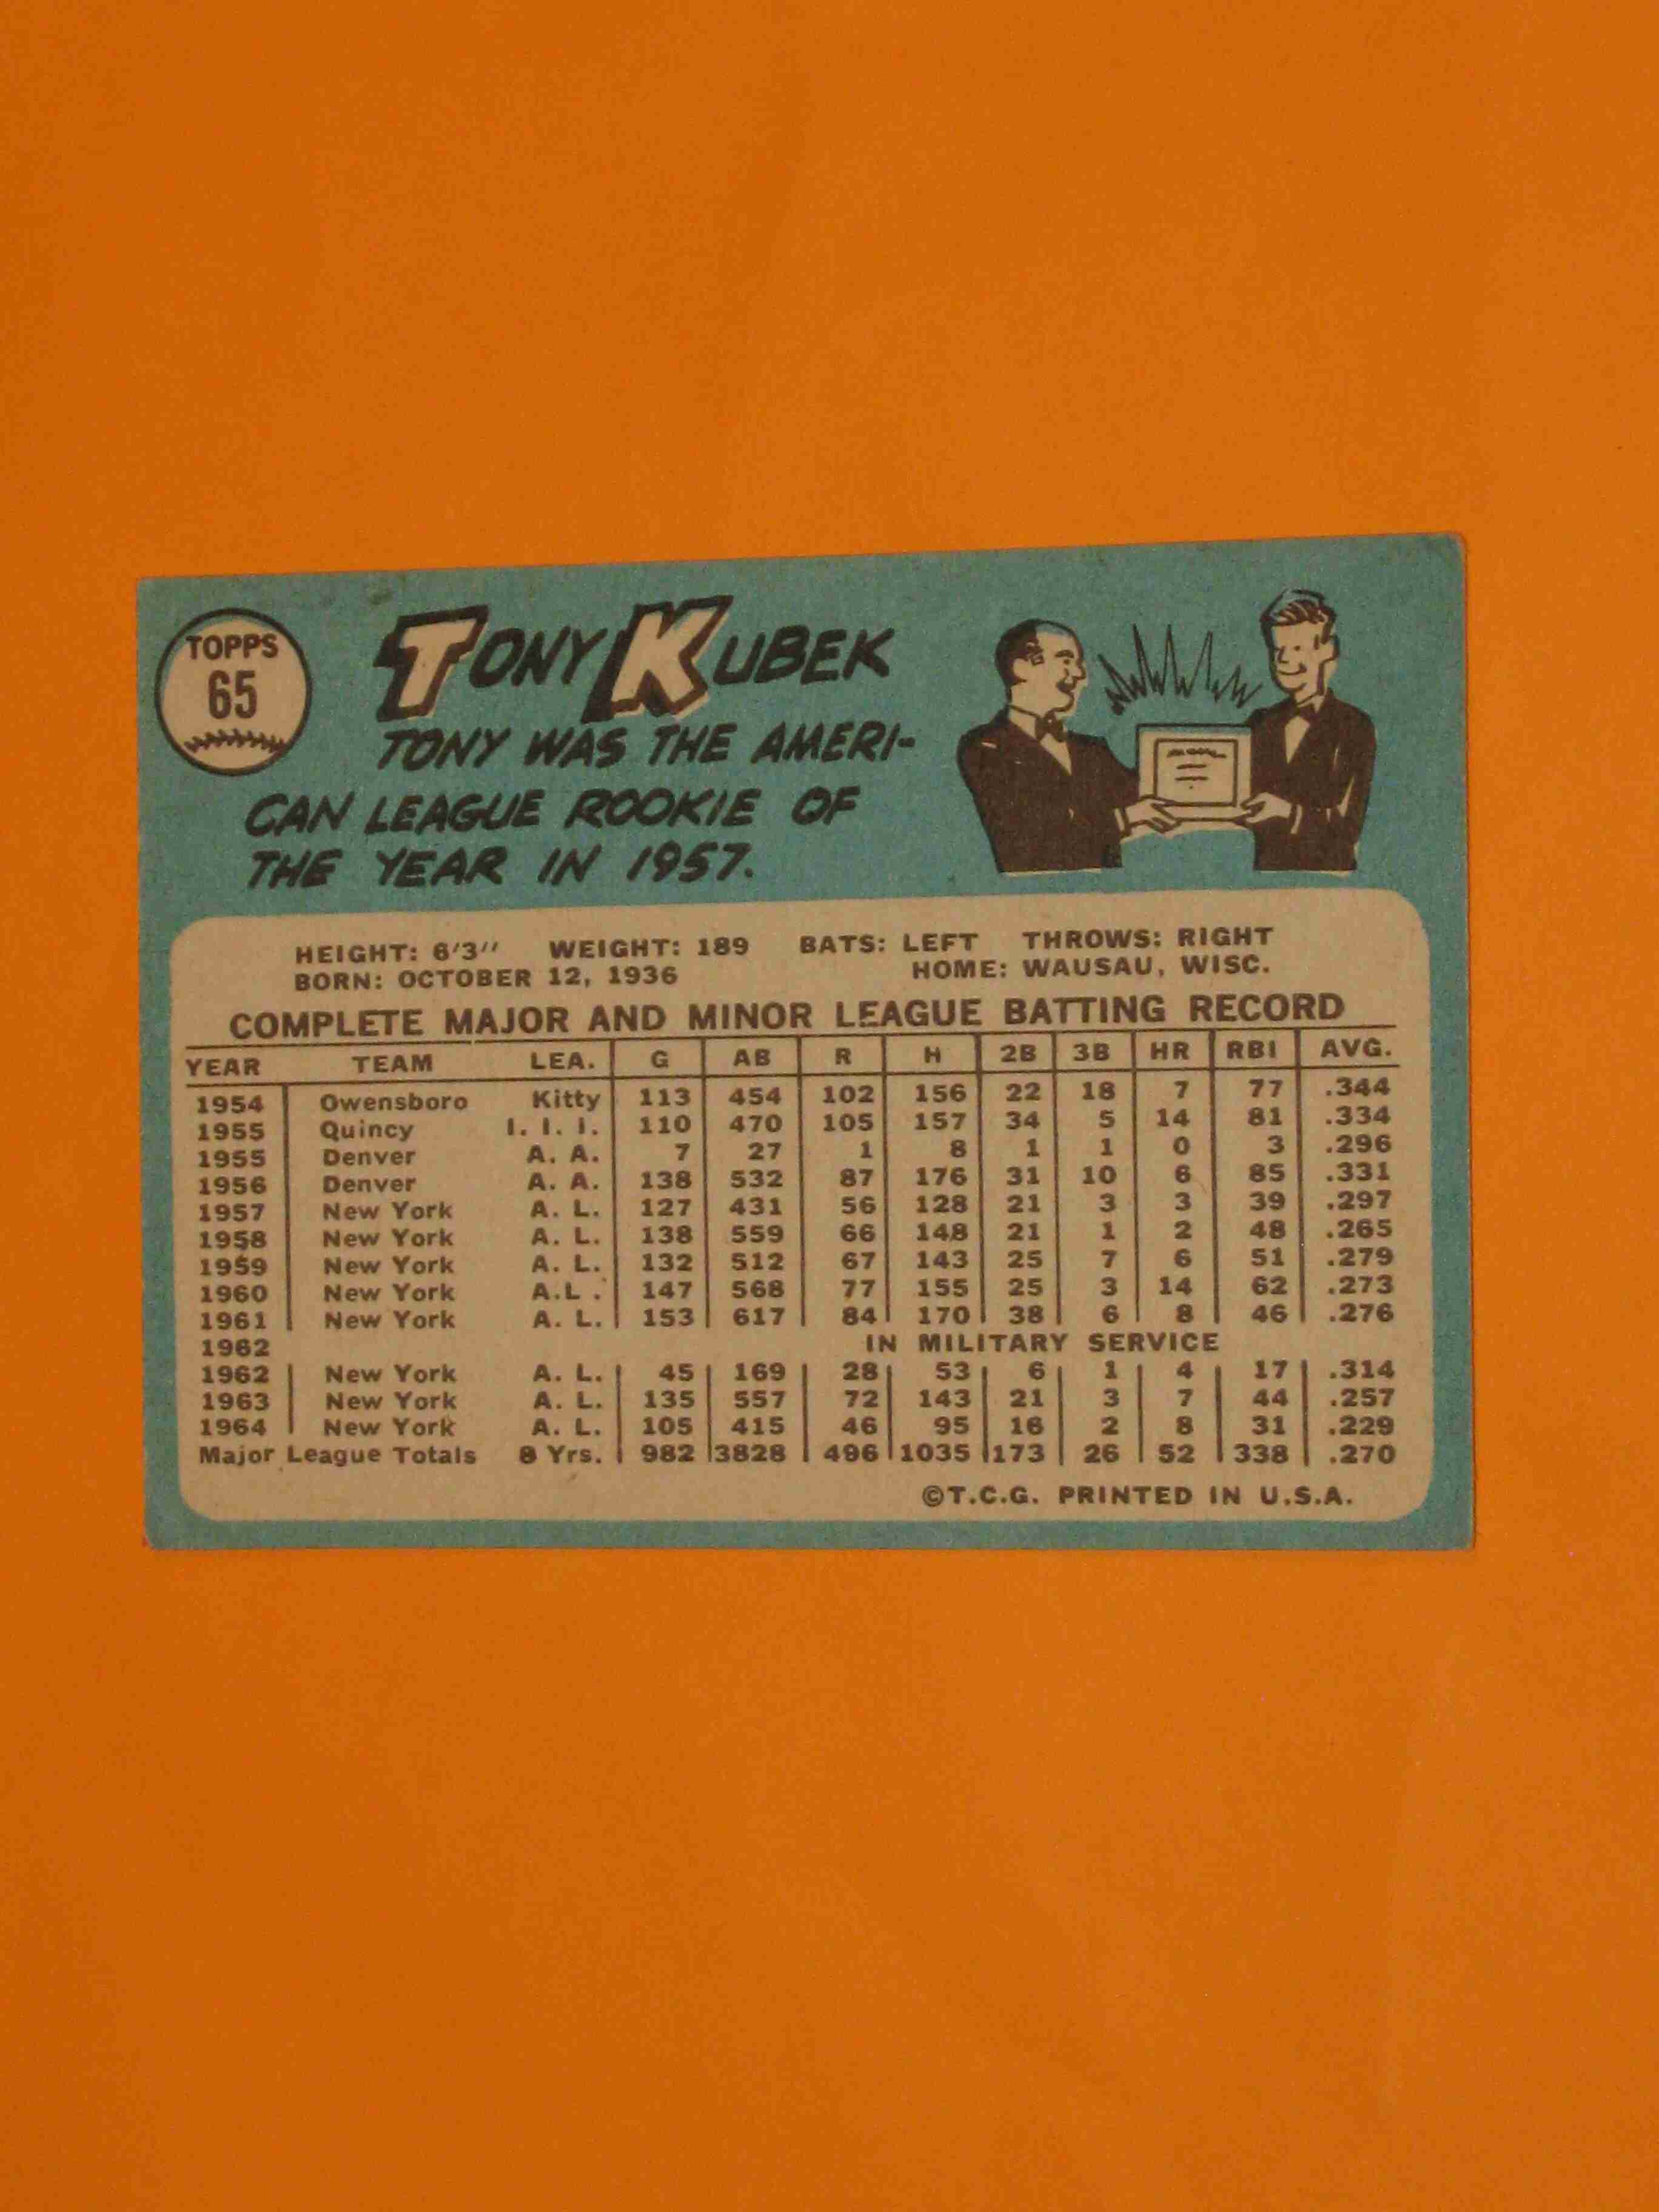 TOPPS
65
TONY KUBEK
TONY WAS THE AMERI-
CAN LEAGUE ROOKIE OF
THE YEAR IN 1957.
HEIGHT: 6'3" WEIGHT: 189 BATS: LEFT THROWS: RIGHT
BORN: OCTOBER 12, 1936 HOME: WAUSAU, WISC.
COMPLETE MAJOR AND MINOR LEAGUE BATTING RECORD
YEAR TEAM LEA. G AB R H 2B 3B HR RBI AVG.
1954 Owensboro Kitty 113 454 102 156 22 18 7 77 .344
1955 Quincy I. I. I. 110 470 105 157 34 5 14 81 .334
1955 Denver A. A. 7 27 1 8 1 1 0 3 .296
1956 Denver A. A. 138 532 87 176 31 10 6 85 .331
1957 New York A. L. 127 431 56 128 21 3 3 39 .297
1958 New York A. L. 138 559 66 148 21 1 2 48 .265
1959 New York A. L. 132 512 67 143 25 7 6 51 .279
1960 New York A.L . 147 568 77 155 25 3 14 62 .273
1961 New York A. L. 153 617 84 170 38 6 8 46 .276
1962 IN MILITARY SERVICE
1962 New York A. L. 45 169 28 53 6 1 4 17 .314
1963 New York A. L. 135 557 72 143 21 3 7 44 .257
1964 New York A. L. 105 415 46 95 16 2 8 31 .229
Major League Totals 8 Yrs. 982 3828 496 1035 173 26 52 338 .270
©T.C.G. PRINTED IN U.S.A.